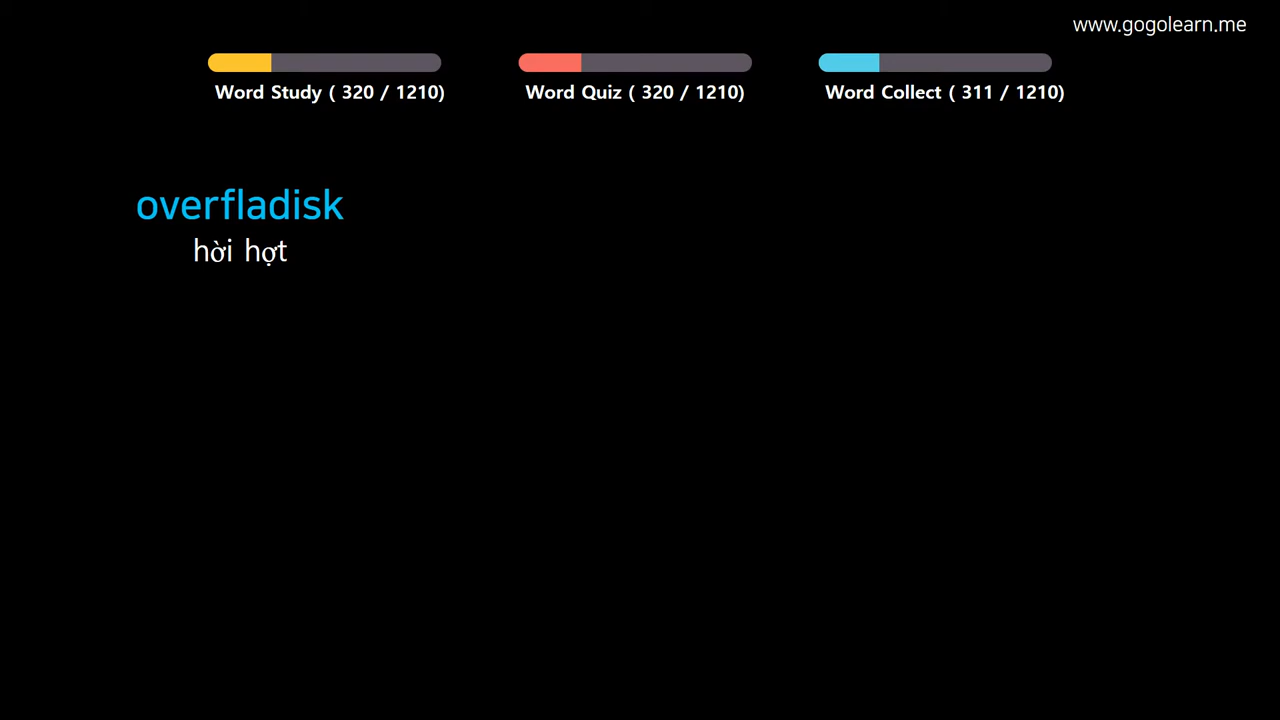 www.gogolearn.me
Word Study ( 320 / 1210)
Word Quiz ( 320 / 1210)
Word Collect ( 311 / 1210)
overfladisk
hời hợt